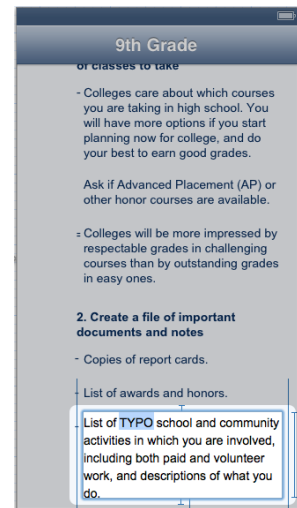 9th Grade
of classes to take
- Colleges care about which courses
you are taking in high school. You
will have more options if you start
planning now for college, and do
your best to earn good grades.
Ask if Advanced Placement (AP) or
other honor courses are available.
- Colleges will be more impressed by
respectable grades in challenging
courses than by outstanding grades
in easy ones.
2. Create a file of important
documents and notes
- Copies of report cards.
- List of awards and honors.
- List of TYPO school and community
activities in which you are involved,
including both paid and volunteer
work, and descriptions of what you
do.